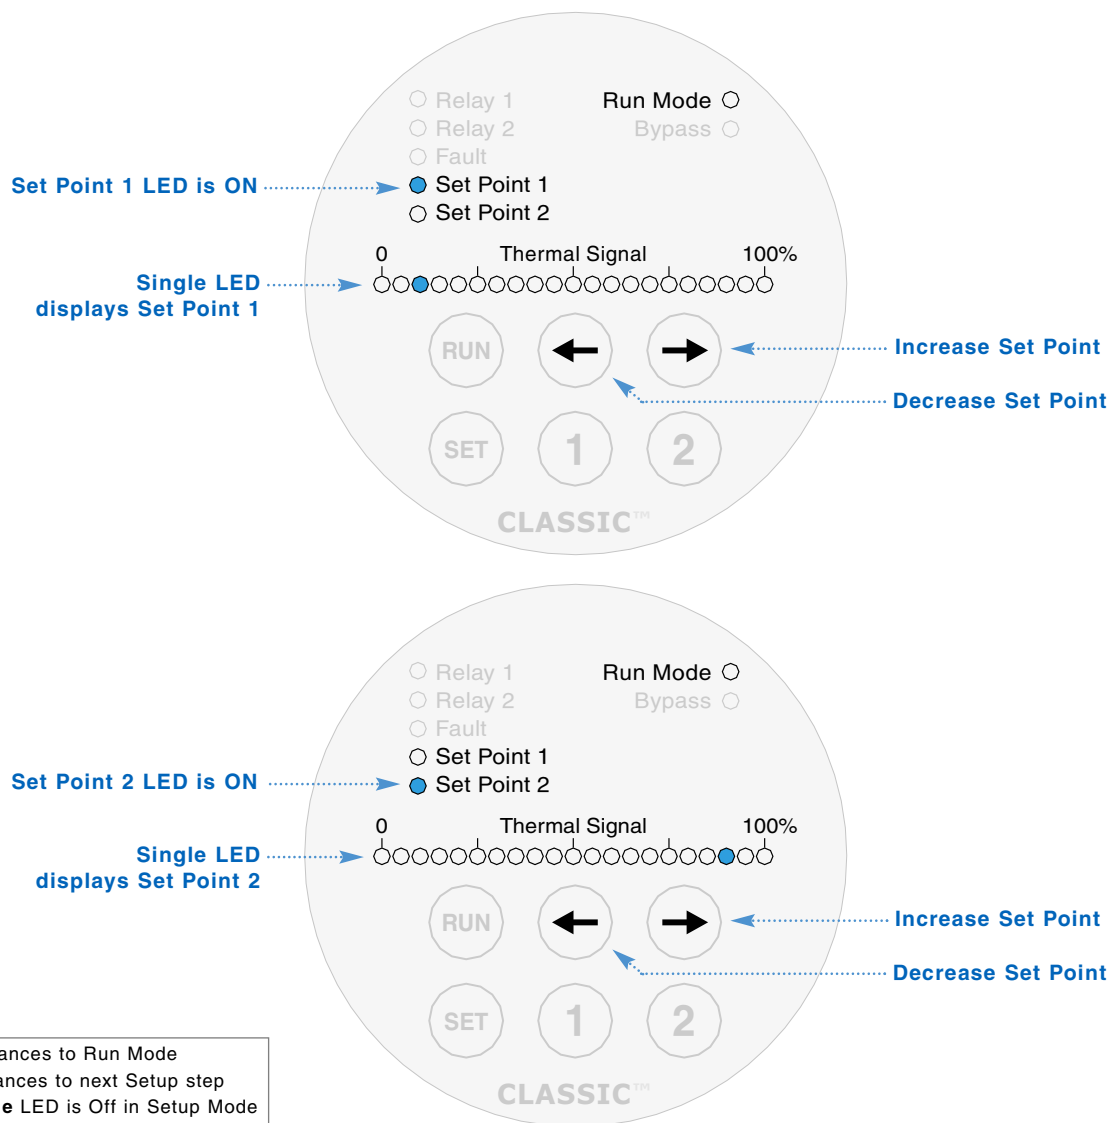 Relay 1
Run Mode
Relay 2
Bypass
Fault
Set Point 1 LED is ON
Set Point 1
Set Point 2
0 Thermal Signal 100%
Single LED
displays Set Point 1
RUN
Increase Set Point
Decrease Set Point
SET 1 2
CLASSIC™
Relay 1
Run Mode
Relay 2
Bypass
Fault
Set Point 1
Set Point 2 LED is ON
Set Point 2
0 Thermal Signal 100%
Single LED
displays Set Point 2
RUN
Increase Set Point
Decrease Set Point
SET 1 2
to Run Mode
to next Setup step
LED is Off in Setup Mode
CLASSIC™